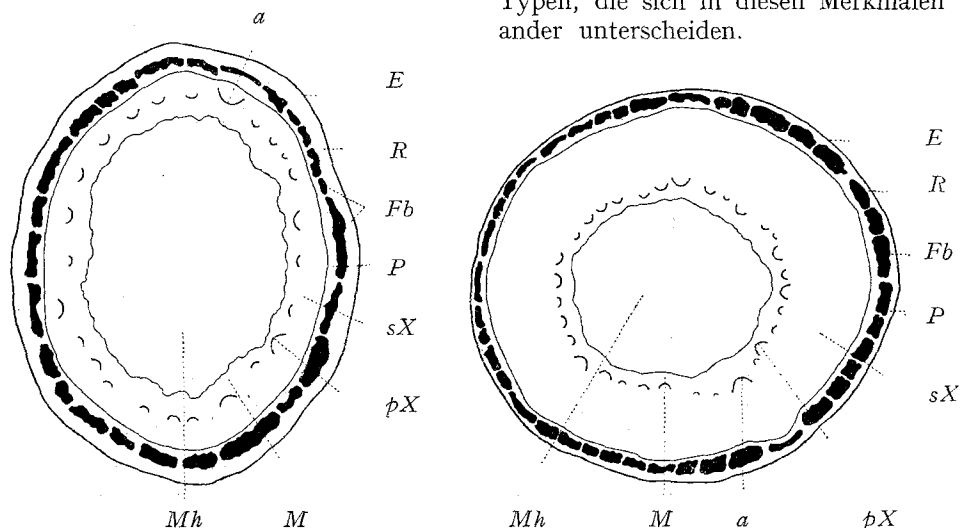 Typen, die sich in diesen Merkmalen
ander unterscheiden.
a
E
R
Fb
P
sX
pX
Mh M
E
R
Fb
P
sX
Mh M a pX